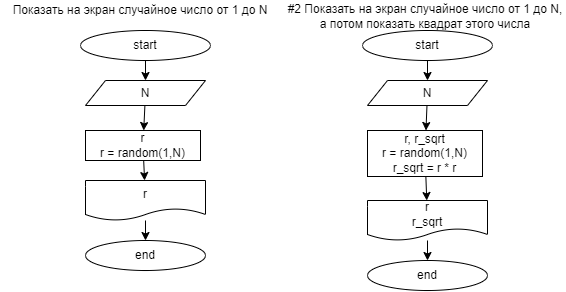 Показать на экран случайное число от 1 до N
start
N
r
r = random(1,N)
r
end
#2 Показать на экран случайное число от 1 до N,
а потом показать квадрат этого числа
start
N
r, r_sqrt
r = random(1,N)
r_sqrt = r * r
r
r_sqrt
end